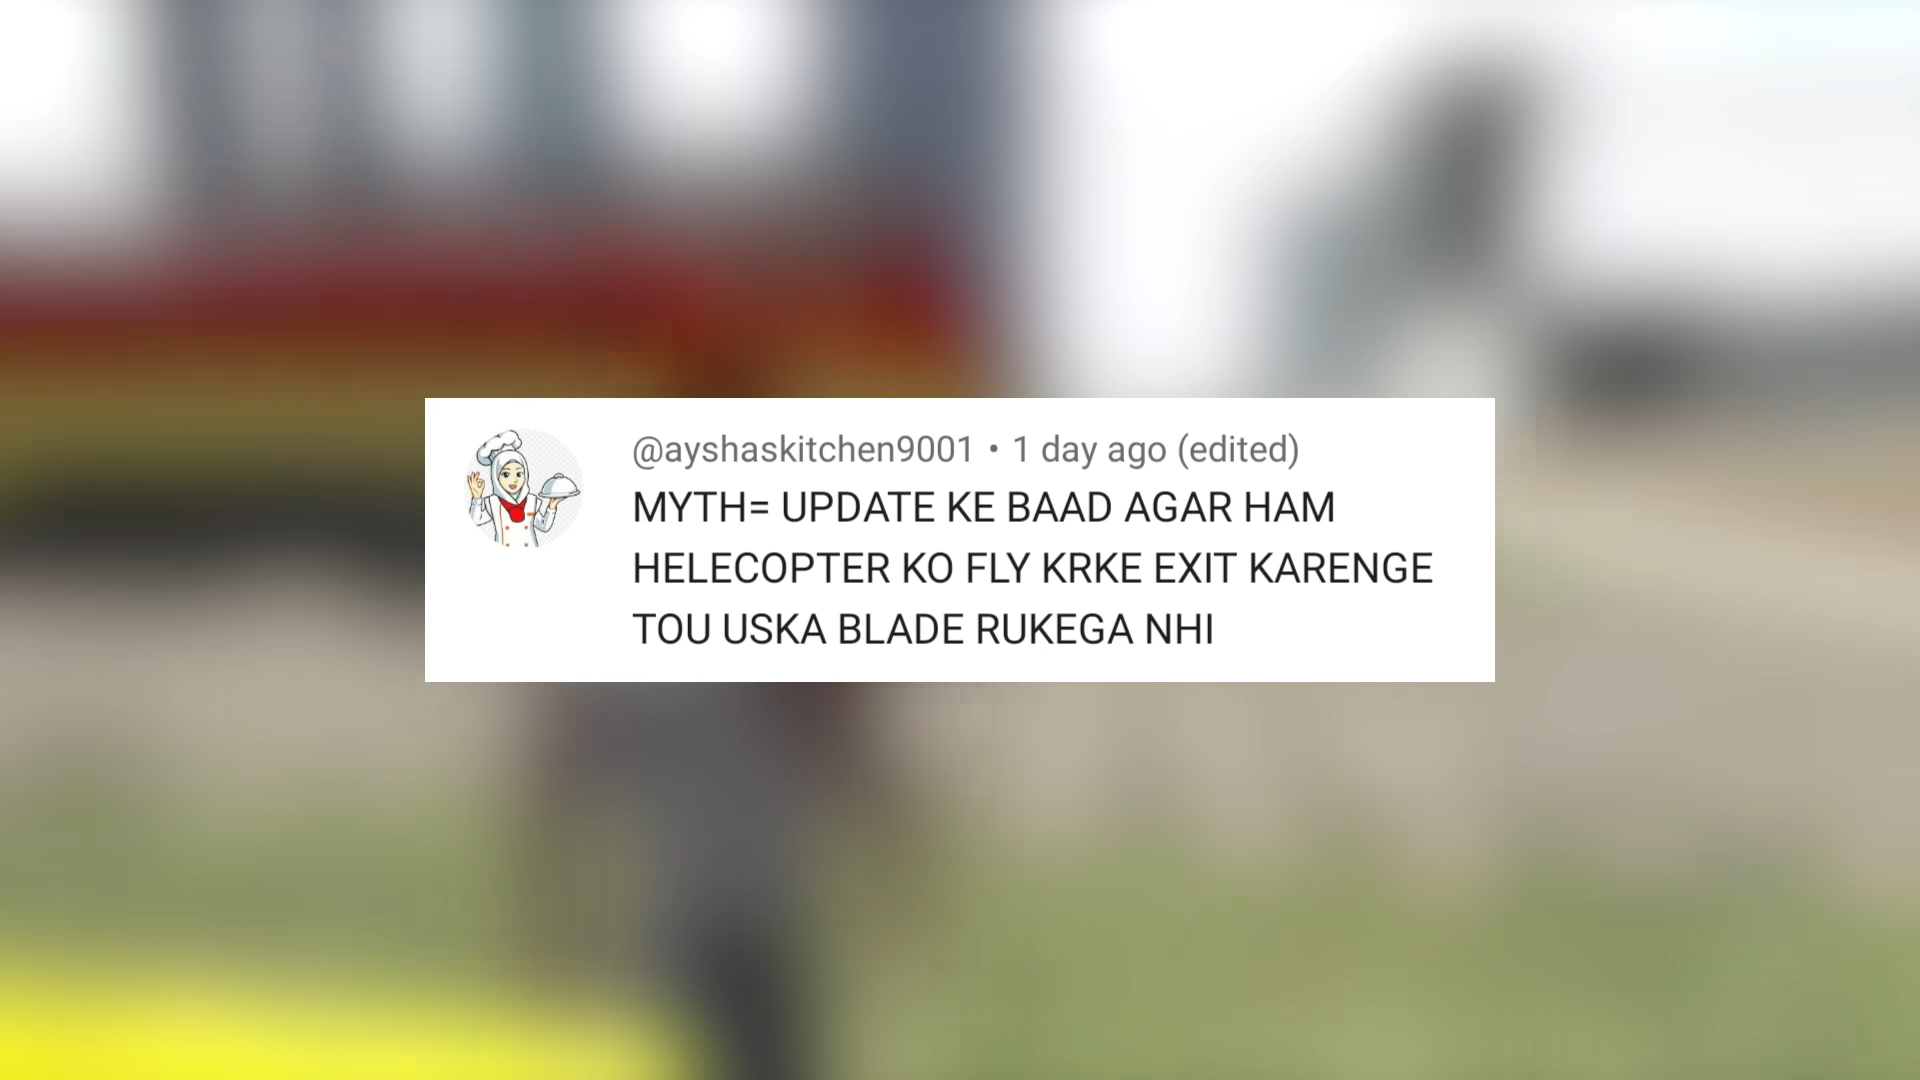 @ayshaskitchen9001 • 1 day ago (edited)
MYTH= UPDATE KE BAAD AGAR HAM
HELECOPTER KO FLY KRKE EXIT KARENGE
TOU USKA BLADE RUKEGA NHI